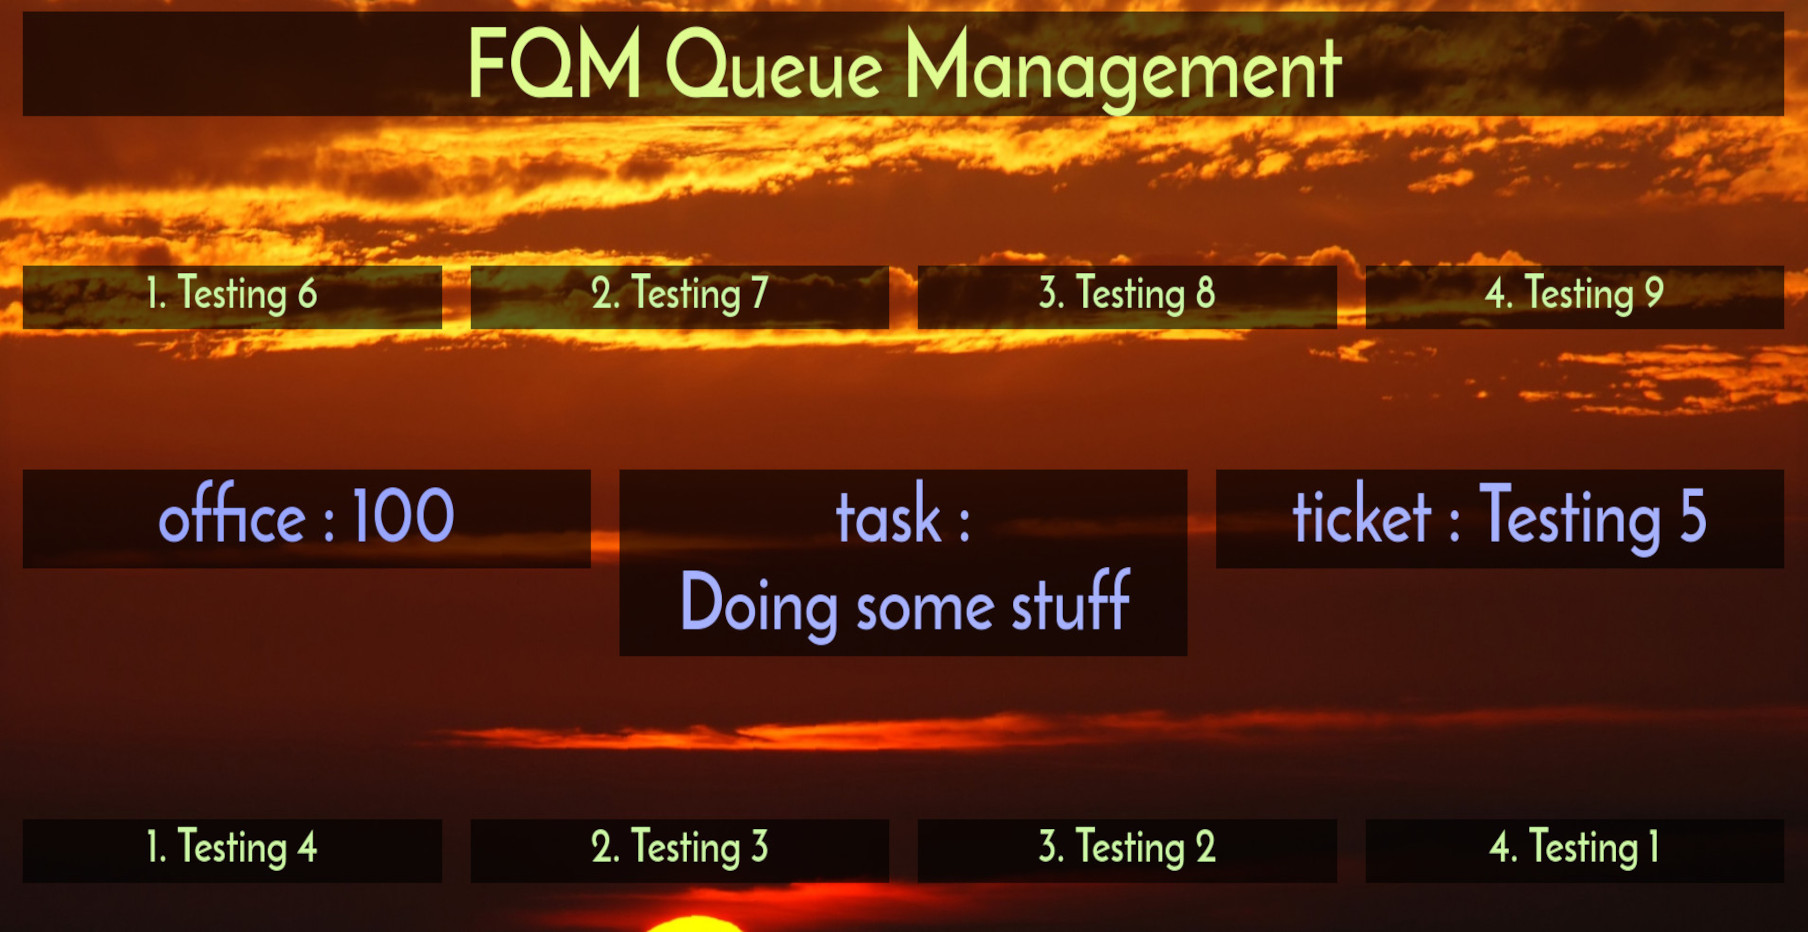 FQM Queue Management
1. Testing 6
2. Testing 7
3. Testing 8
4. Testing 9
office : 100
task :
Doing some stuff
ticket : Testing 5
1. Testing 4
2. Testing 3
3. Testing 2
4. Testing 1